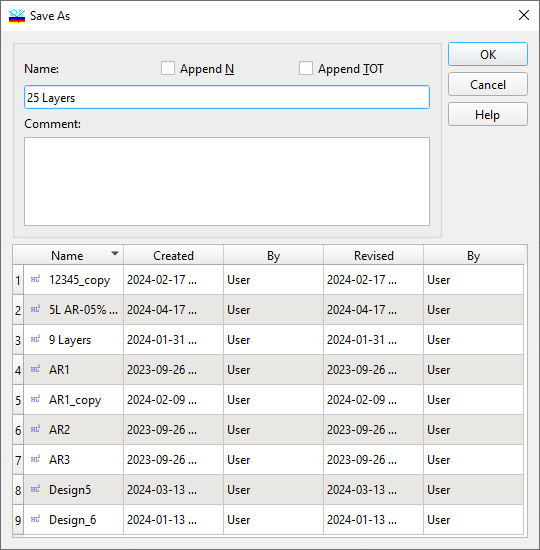 Save As
Name: Append N Append TOT OK
25 Layers Cancel
Comment: Help
Name Created By Revised By
1 12345_copy 2024-02-17 ... User 2024-02-17 ... User
2 5L AR-05% ... 2024-04-17 ... User 2024-04-17 ... User
3 9 Layers 2024-01-31 ... User 2024-01-31 ... User
4 AR1 2023-09-26 ... User 2023-09-26 ... User
5 AR1_copy 2024-02-09 ... User 2024-02-09 ... User
6 AR2 2023-09-26 ... User 2023-09-26 ... User
7 AR3 2023-09-26 ... User 2023-09-26 ... User
8 Design5 2024-03-13 ... User 2024-03-13 ... User
9 Design_6 2024-01-13 ... User 2024-01-13 ... User